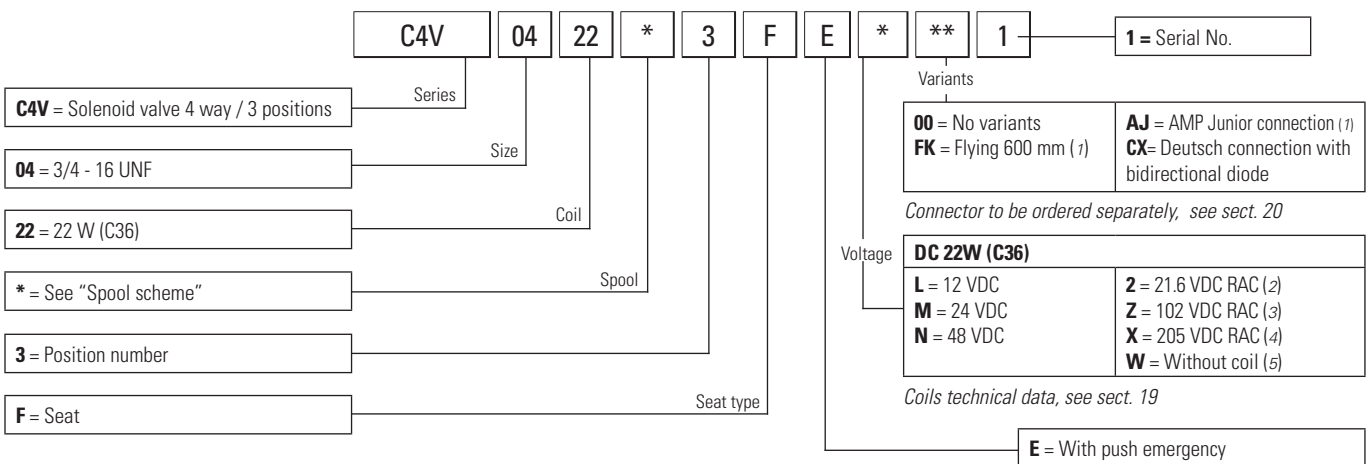 C4V 04 22 * 3 F E * ** 1
1 = Serial No.
Variants
00 = No variants
FK = Flying 600 mm (1)
AJ = AMP Junior connection (1)
CX= Deutsch connection with
bidirectional diode
Connector to be ordered separately, see sect. 20
Voltage
DC 22W (C36)
L = 12 VDC
M = 24 VDC
N = 48 VDC
2 = 21.6 VDC RAC (2)
Z = 102 VDC RAC (3)
X = 205 VDC RAC (4)
W = Without coil (5)
Coils technical data, see sect. 19
E = With push emergency
Series
C4V = Solenoid valve 4 way / 3 positions
Size
04 = 3/4 - 16 UNF
Coil
22 = 22 W (C36)
Spool
* = See “Spool scheme”
3 = Position number
Seat type
F = Seat